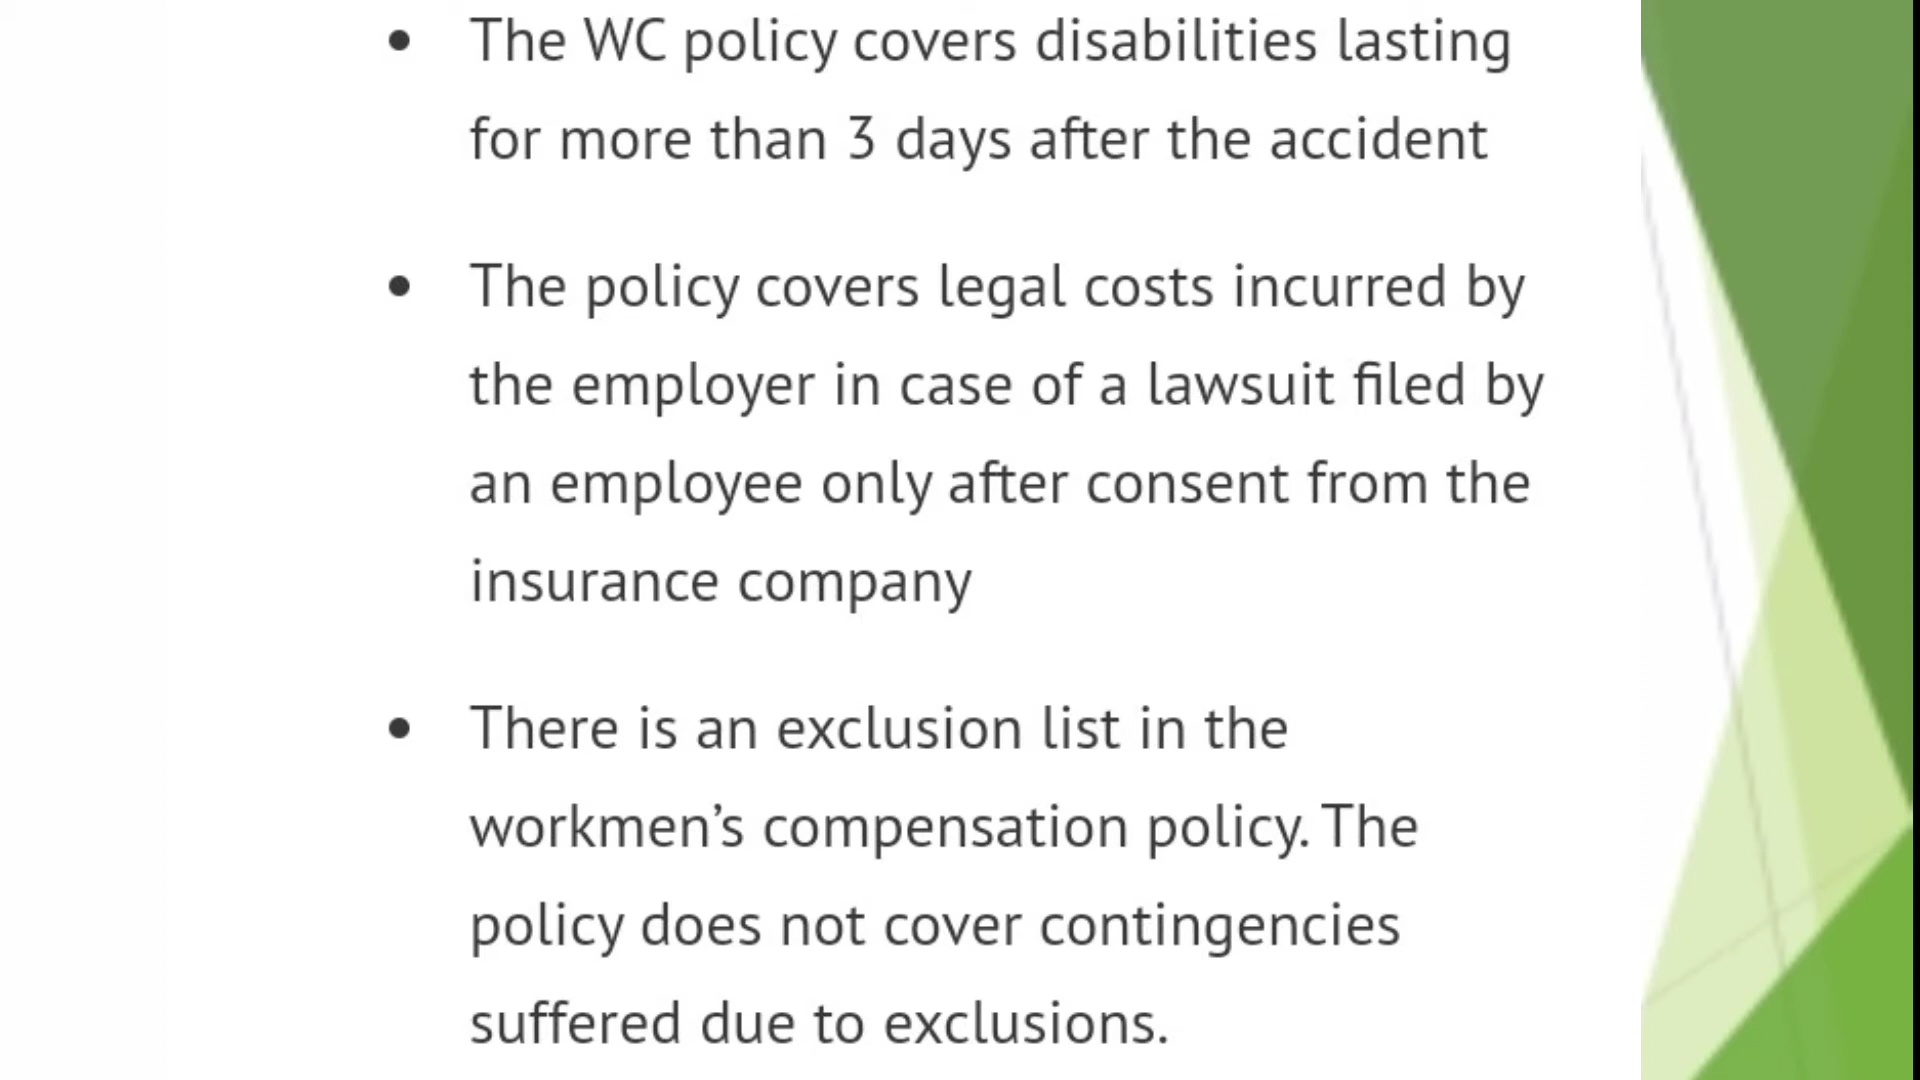 • The WC policy covers disabilities lasting
for more than 3 days after the accident
• The policy covers legal costs incurred by
the employer in case of a lawsuit filed by
an employee only after consent from the
insurance company
• There is an exclusion list in the
workmen’s compensation policy. The
policy does not cover contingencies
suffered due to exclusions.